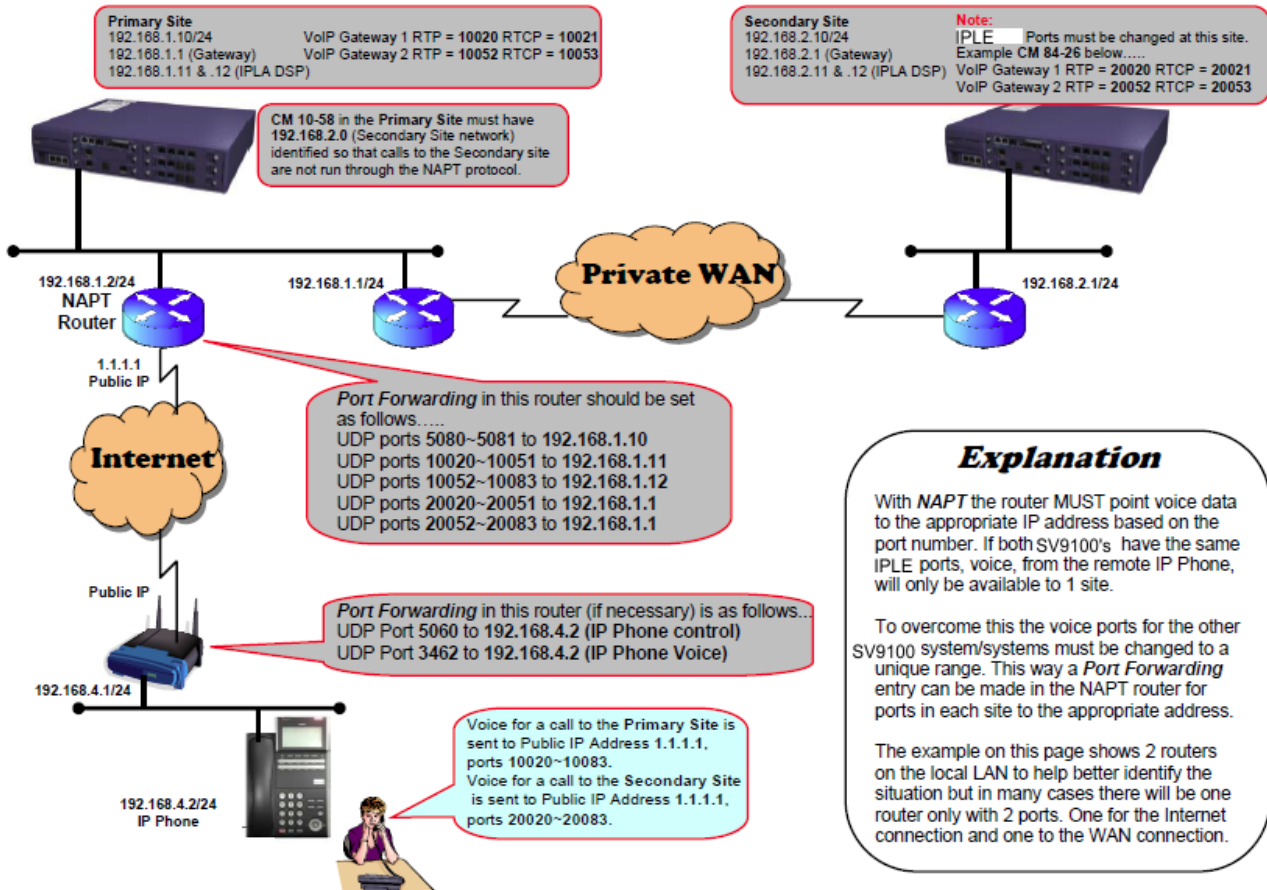 Primary Site
192.168.1.10/24 VoIP Gateway 1 RTP = 10020 RTCP = 10021
192.168.1.1 (Gateway) VoIP Gateway 2 RTP = 10052 RTCP = 10053
192.168.1.11 & .12 (IPLA DSP)
Secondary Site
192.168.2.10/24
192.168.2.1 (Gateway)
192.168.2.11 & .12 (IPLA DSP)
Note:
IPLE Ports must be changed at this site.
Example CM 84-26 below.....
VoIP Gateway 1 RTP = 20020 RTCP = 20021
VoIP Gateway 2 RTP = 20052 RTCP = 20053
CM 10-58 in the Primary Site must have
192.168.2.0 (Secondary Site network)
identified so that calls to the Secondary site
are not run through the NAPT protocol.
192.168.1.2/24
NAPT
Router
192.168.1.1/24
Private WAN
192.168.2.1/24
1.1.1.1
Public IP
Internet
Port Forwarding in this router should be set
as follows.....
UDP ports 5080~5081 to 192.168.1.10
UDP ports 10020~10051 to 192.168.1.11
UDP ports 10052~10083 to 192.168.1.12
UDP ports 20020~20051 to 192.168.1.1
UDP ports 20052~20083 to 192.168.1.1
Public IP
Port Forwarding in this router (if necessary) is as follows...
UDP Port 5060 to 192.168.4.2 (IP Phone control)
UDP Port 3462 to 192.168.4.2 (IP Phone Voice)
192.168.4.1/24
192.168.4.2/24
IP Phone
Voice for a call to the Primary Site is
sent to Public IP Address 1.1.1.1,
ports 10020~10083.
Voice for a call to the Secondary Site
is sent to Public IP Address 1.1.1.1,
ports 20020~20083.
Explanation
With NAPT the router MUST point voice data
to the appropriate IP address based on the
port number. If both SV9100's have the same
IPLE ports, voice, from the remote IP Phone,
will only be available to 1 site.
To overcome this the voice ports for the other
SV9100 system/systems must be changed to a
unique range. This way a Port Forwarding
entry can be made in the NAPT router for
ports in each site to the appropriate address.
The example on this page shows 2 routers
on the local LAN to help better identify the
situation but in many cases there will be one
router only with 2 ports. One for the Internet
connection and one to the WAN connection.